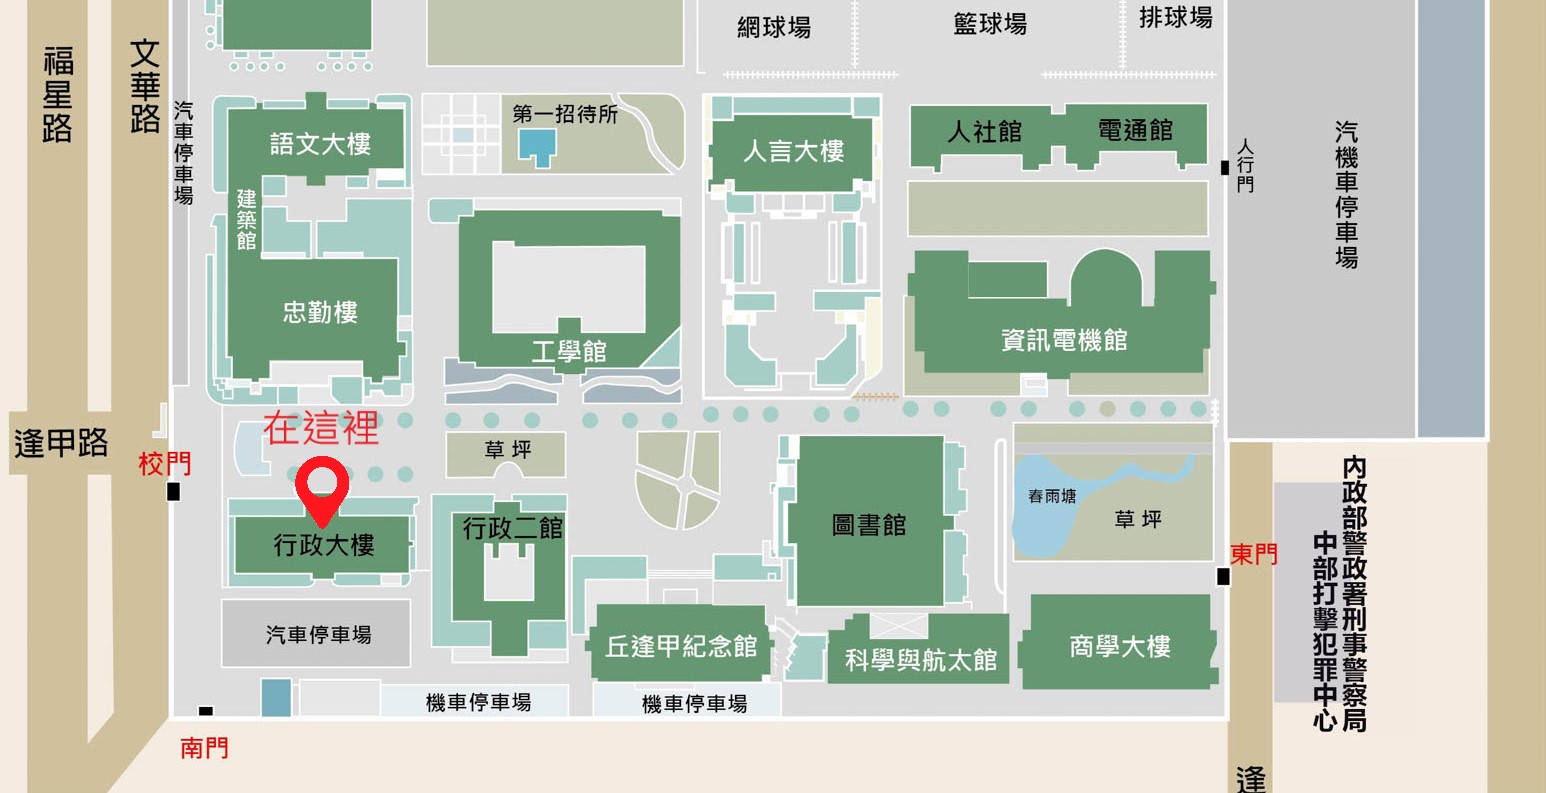 網球場
籃球場
排球場
福星路
文華路
汽車停車場
第一招待所
語文大樓
人言大樓
人社館
電通館
人行門
汽機車停車場
建築館
忠勤樓
工學館
資訊電機館
在這裡
逢甲路
校門
草坪
行政大樓
行政二館
圖書館
春雨塘
草坪
東門
內政部警政署刑事警察局
中部打擊犯罪中心
汽車停車場
丘逢甲紀念館
科學與航太館
商學大樓
機車停車場
機車停車場
南門
逢